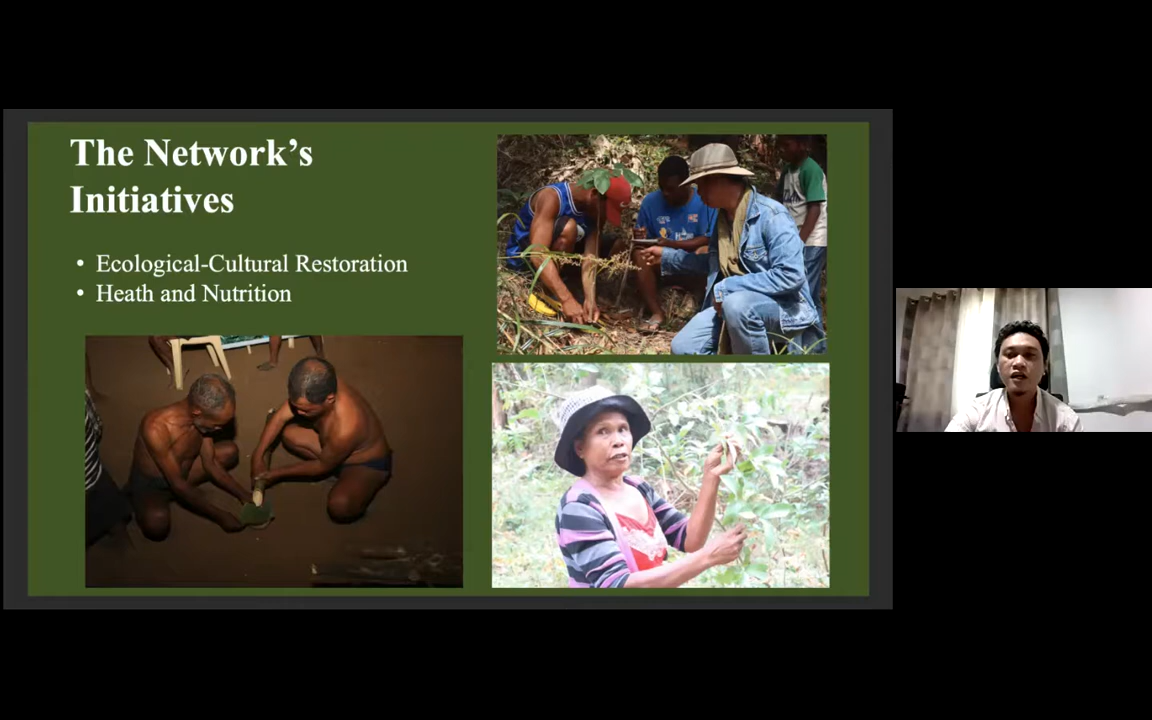 The Network's
Initiatives
• Ecological-Cultural Restoration
• Heath and Nutrition